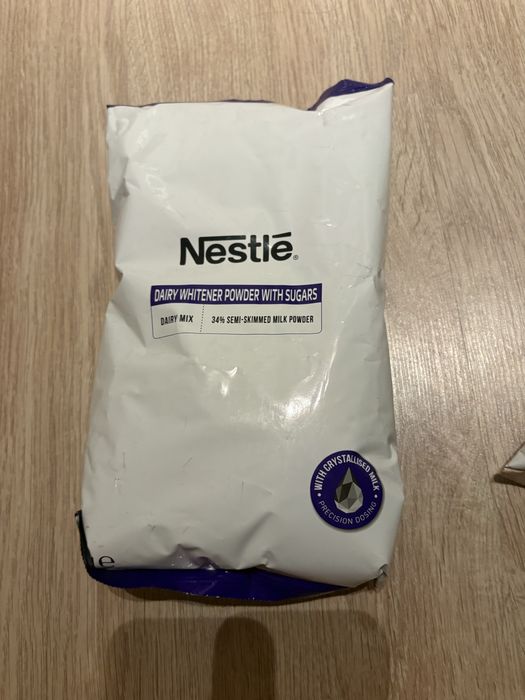 Nestlé®
DAIRY WHITENER POWDER WITH SUGARS
DAIRY MIX 34% SEMI-SKIMMED MILK POWDER
• WITH CRYSTALLISED MILK •
PRECISION DOSING
e